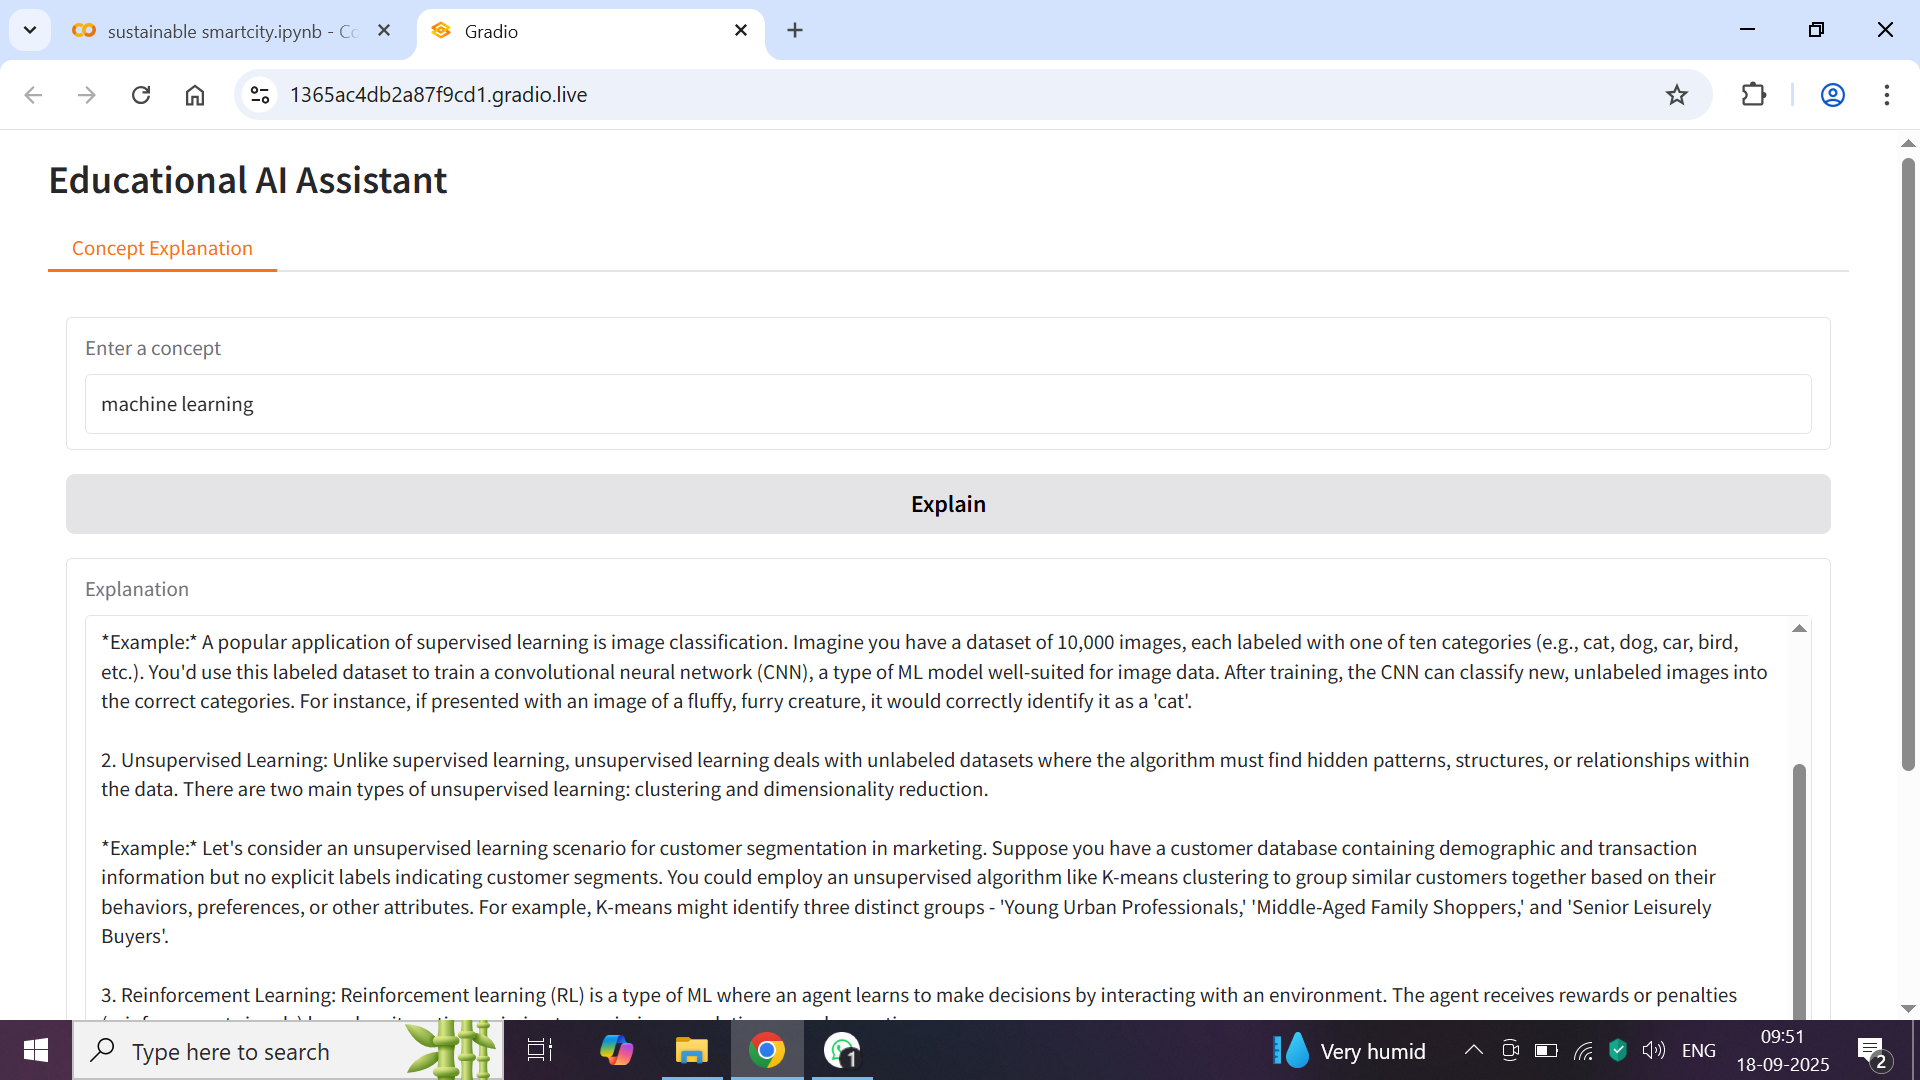 sustainable smartcity.ipynb - Co
Gradio
1365ac4db2a87f9cd1.gradio.live
Educational AI Assistant
Concept Explanation
Enter a concept
machine learning
Explain
Explanation
*Example:* A popular application of supervised learning is image classification. Imagine you have a dataset of 10,000 images, each labeled with one of ten categories (e.g., cat, dog, car, bird,
etc.). You'd use this labeled dataset to train a convolutional neural network (CNN), a type of ML model well-suited for image data. After training, the CNN can classify new, unlabeled images into
the correct categories. For instance, if presented with an image of a fluffy, furry creature, it would correctly identify it as a 'cat'.
2. Unsupervised Learning: Unlike supervised learning, unsupervised learning deals with unlabeled datasets where the algorithm must find hidden patterns, structures, or relationships within
the data. There are two main types of unsupervised learning: clustering and dimensionality reduction.
*Example:* Let's consider an unsupervised learning scenario for customer segmentation in marketing. Suppose you have a customer database containing demographic and transaction
information but no explicit labels indicating customer segments. You could employ an unsupervised algorithm like K-means clustering to group similar customers together based on their
behaviors, preferences, or other attributes. For example, K-means might identify three distinct groups - 'Young Urban Professionals,' 'Middle-Aged Family Shoppers,' and 'Senior Leisurely
Buyers'.
3. Reinforcement Learning: Reinforcement learning (RL) is a type of ML where an agent learns to make decisions by interacting with an environment. The agent receives rewards or penalties
Type here to search
1
Very humid
ENG
09:51
18-09-2025
2